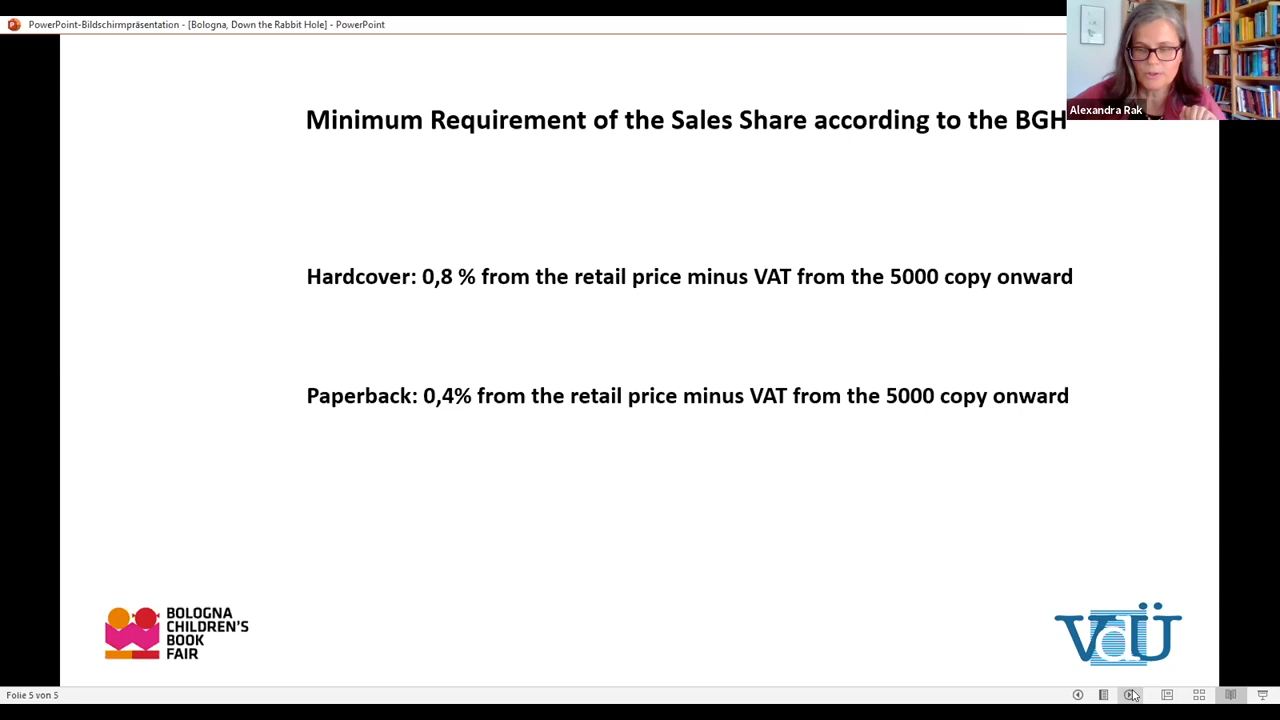 PowerPoint-Bildschirmpräsentation - [Bologna, Down the Rabbit Hole] - PowerPoint
Alexandra Rak
Minimum Requirement of the Sales Share according to the BGH
Hardcover: 0,8 % from the retail price minus VAT from the 5000 copy onward
Paperback: 0,4% from the retail price minus VAT from the 5000 copy onward
BOLOGNA
CHILDREN'S
BOOK
FAIR
VdÜ
Folie 5 von 5